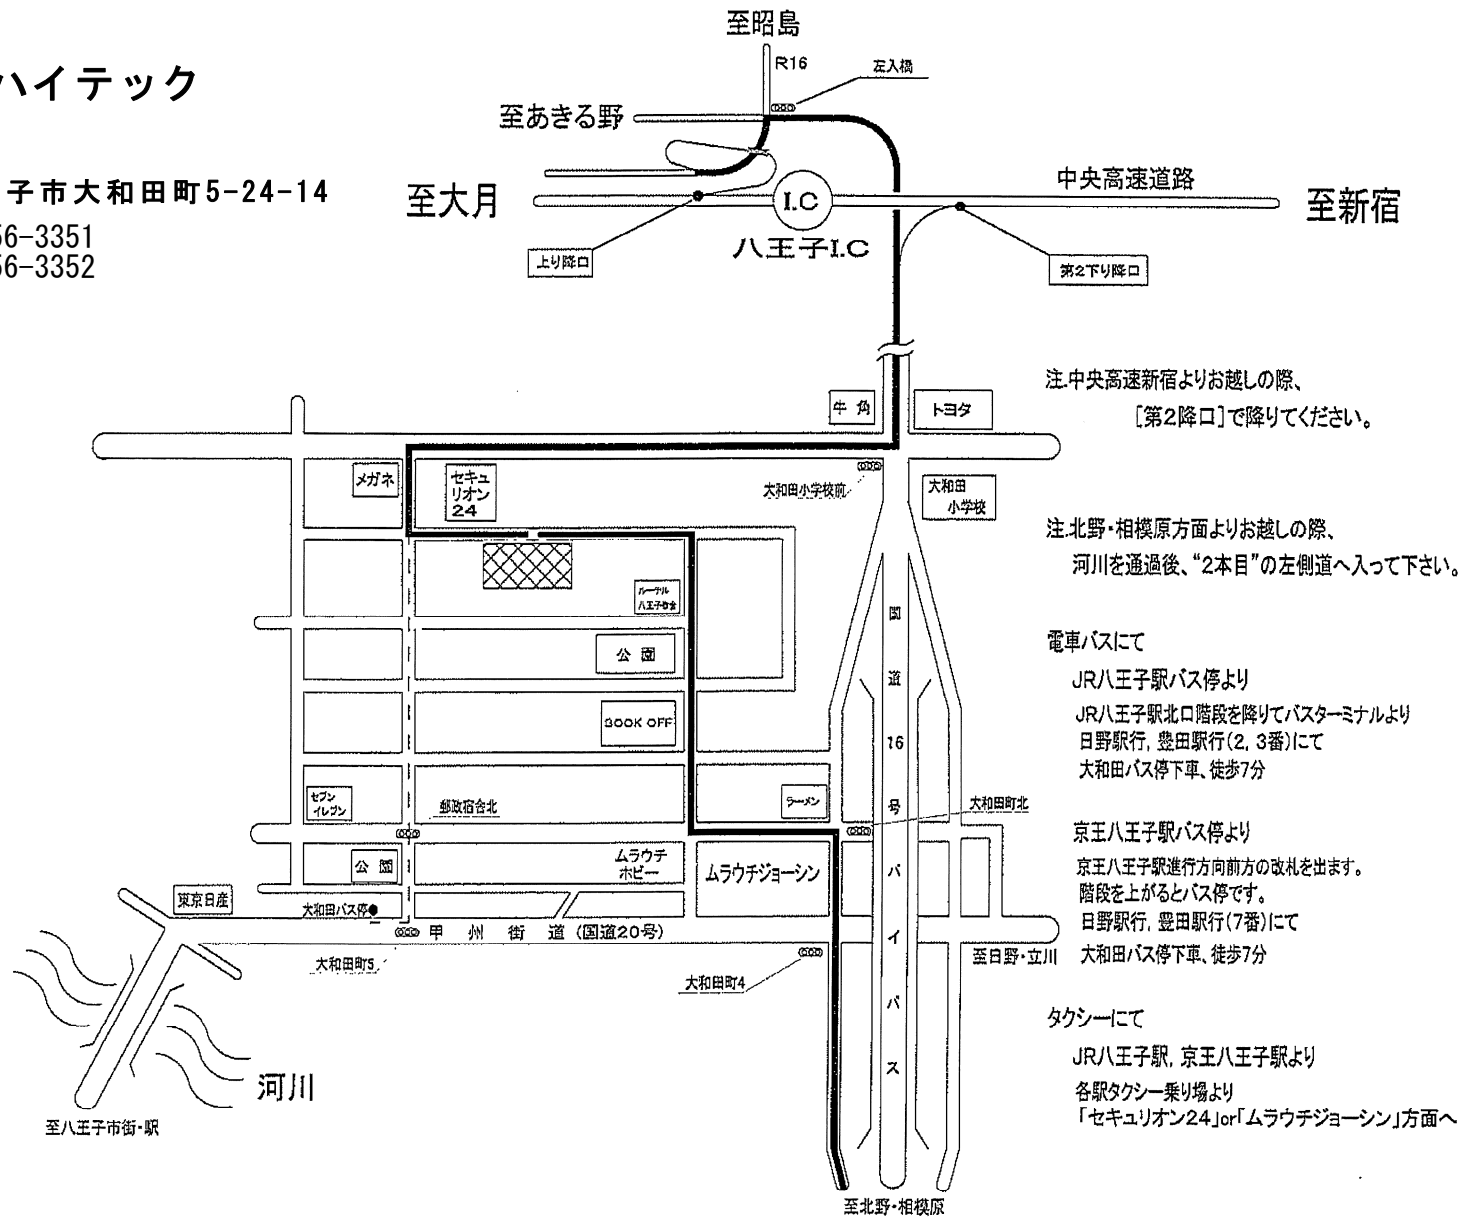 ハイテック
子市大和田町5-24-14
56-3351
56-3352
至昭島
R16
左入橋
至あきる野
至大月
I.C
八王子I.C
中央高速道路
至新宿
上り降口
第2下り降口
牛角
トヨタ
注.中央高速新宿よりお越しの際、
［第2降口］で降りてください。
メガネ
セキュ
リオン
24
大和田小学校前
大和田
小学校
注.北野・相模原方面よりお越しの際、
河川を通過後、“2本目”の左側道へ入って下さい。
ルーテル
八王子教会
公園
BOOK OFF
国道16号バイパス
電車バスにて
JR八王子駅バス停より
JR八王子駅北口階段を降りてバスターミナルより
日野駅行, 豊田駅行(2, 3番)にて
大和田バス停下車、徒歩7分
セブン
イレブン
郵政宿舎北
ラーメン
大和田町北
公園
ムラウチ
ホビー
ムラウチジョーシン
京王八王子駅バス停より
京王八王子駅進行方向前方の改札を出ます。
階段を上がるとバス停です。
日野駅行, 豊田駅行(7番)にて
大和田バス停下車、徒歩7分
東京日産
大和田バス停
甲州街道(国道20号)
大和田町5
大和田町4
至日野・立川
河川
至八王子市街・駅
タクシーにて
JR八王子駅, 京王八王子駅より
各駅タクシー乗り場より
「セキュリオン24」or「ムラウチジョーシン」方面へ
至北野・相模原